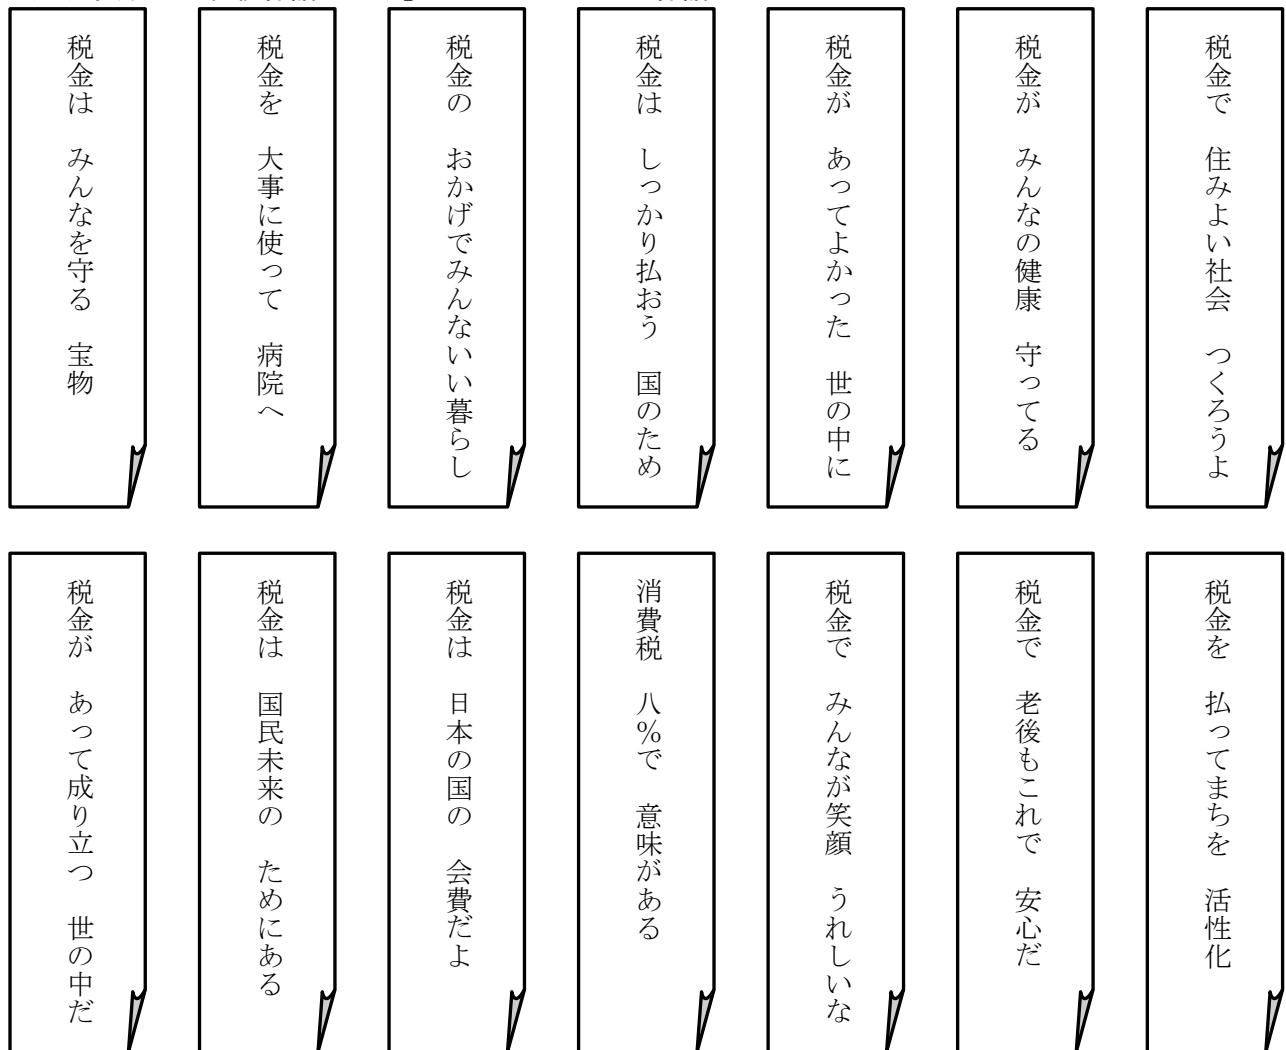 税金で　住みよい社会　つくろうよ
税金が　みんなの健康　守ってる
税金が　あってよかった　世の中に
税金は　しっかり払おう　国のため
税金の　おかげでみんないい暮らし
税金を　大事に使って　病院へ
税金は　みんなを守る　宝物
税金を　払ってまちを　活性化
税金で　老後もこれで　安心だ
税金で　みんなが笑顔　うれしいな
消費税　八％で　意味がある
税金は　日本の国の　会費だよ
税金は　国民未来の　ためにある
税金が　あって成り立つ　世の中だ